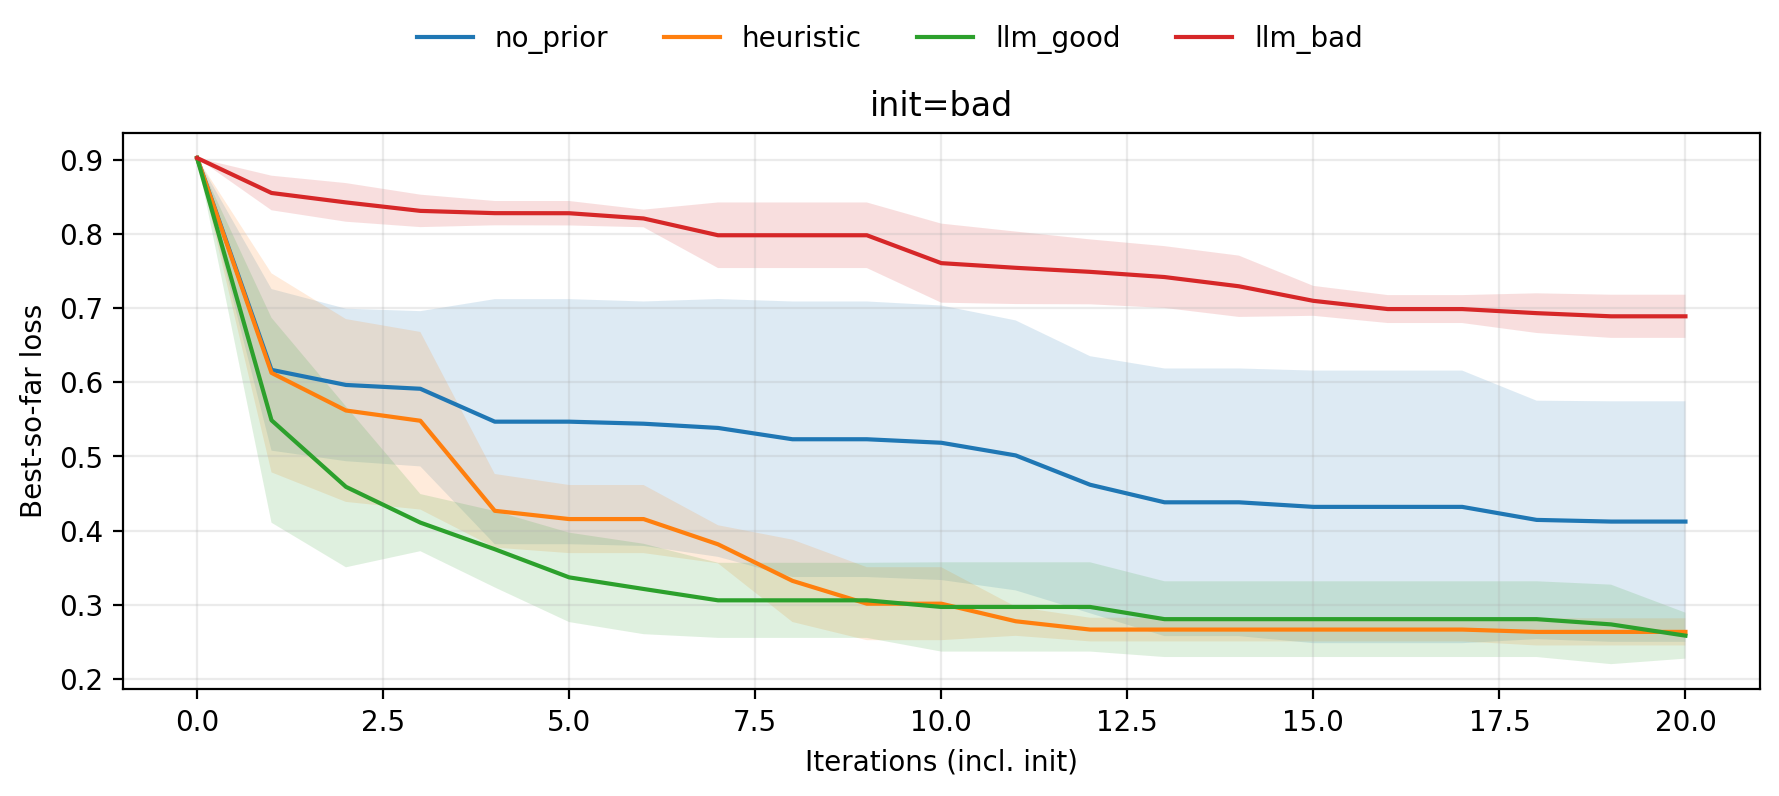 no_prior heuristic llm_good llm_bad
init=bad
Best-so-far loss
0.9
0.8
0.7
0.6
0.5
0.4
0.3
0.2
0.0 2.5 5.0 7.5 10.0 12.5 15.0 17.5 20.0
Iterations (incl. init)